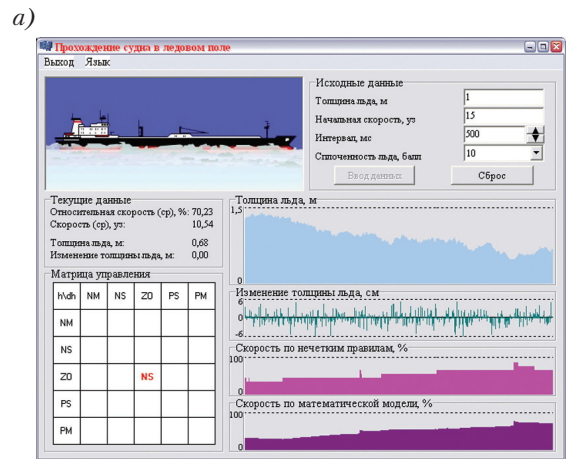 а)
Прохождение судна в ледовом поле
Выход Язык
Исходные данные
Толщина льда, м 1
Начальная скорость, уз 15
Интервал, мс 500
Сплоченность льда, балл 10
Ввод данных Сброс
Текущие данные
Относительная скорость (ср), %: 70,23
Скорость (ср), уз: 10,54
Толщина льда, м: 0,68
Изменение толщины льда, м: 0,00
Матрица управления
h\dh NM NS ZO PS PM
NM
NS
ZO NS
PS
PM
Толщина льда, м
1,5
0
Изменение толщины льда, см
6
0
-6
Скорость по нечетким правилам, %
100
0
Скорость по математической модели, %
100
0